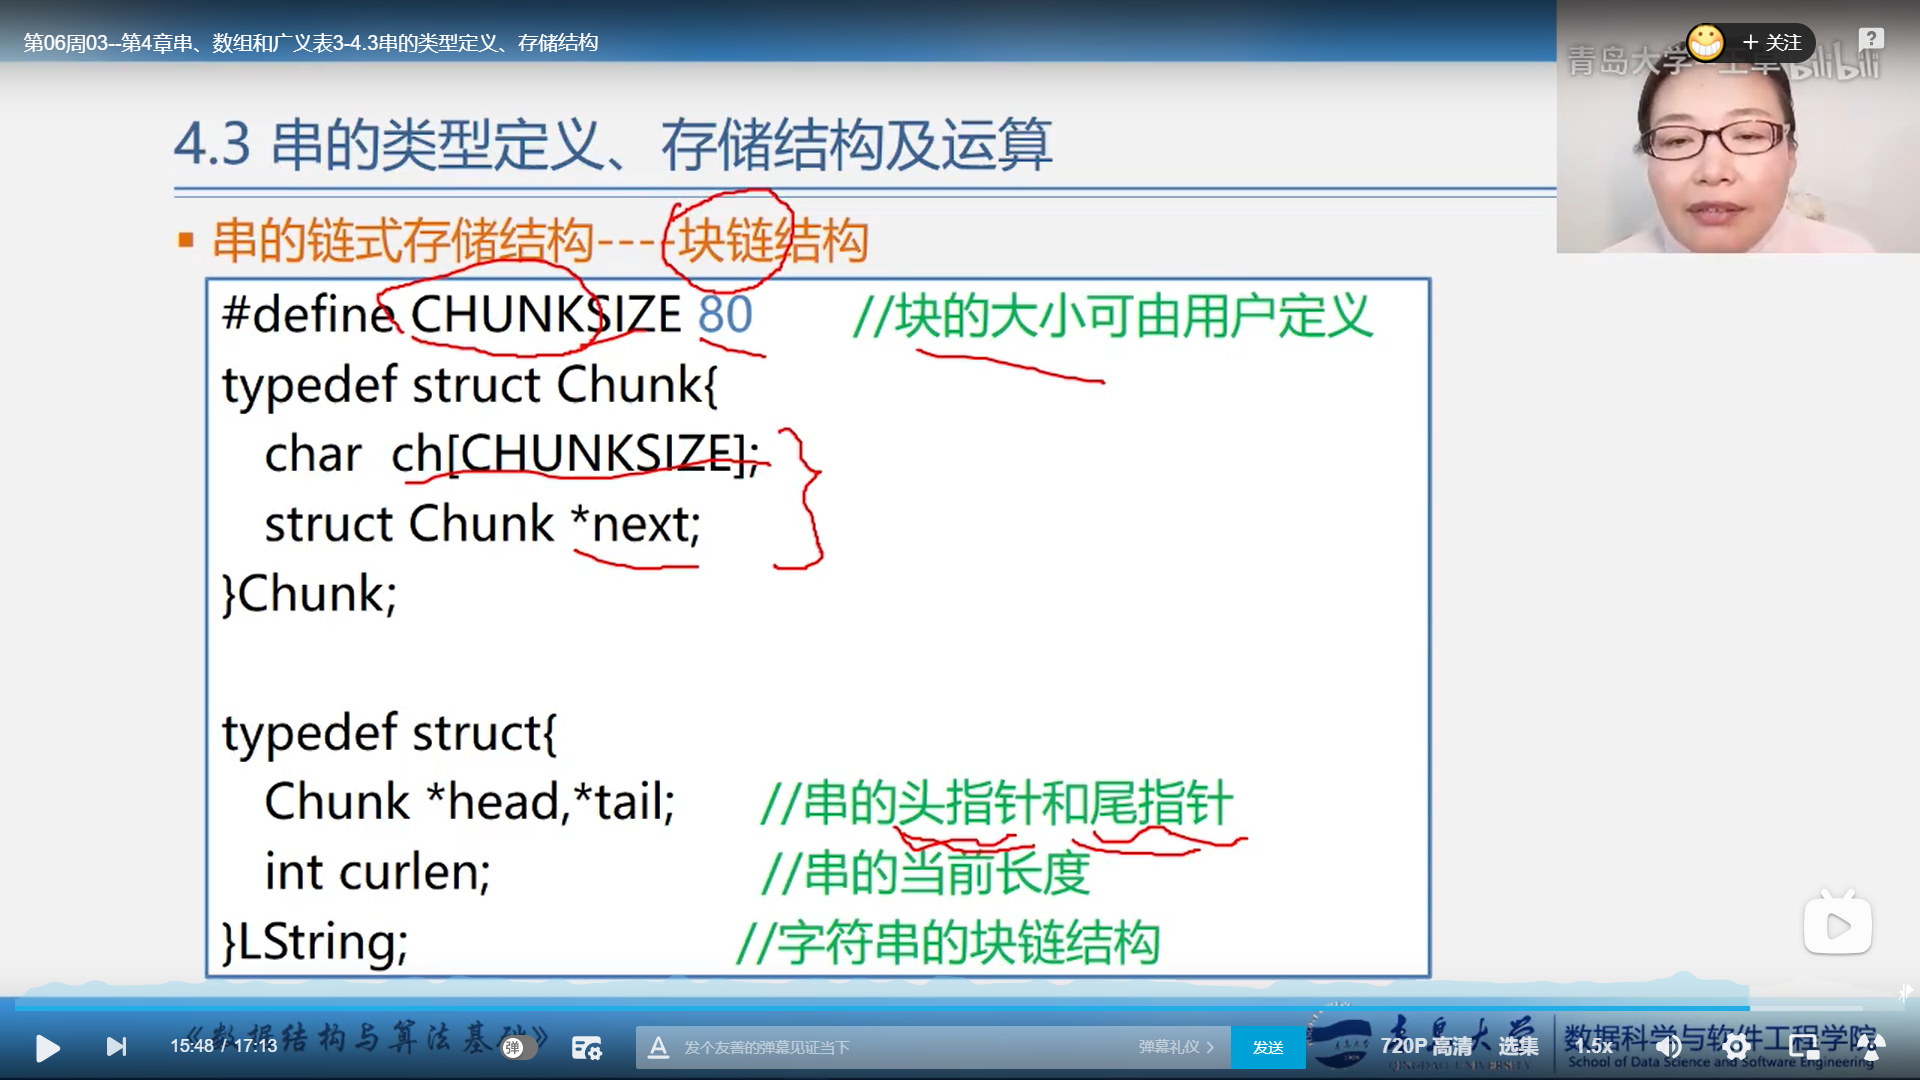 第06周03--第4章串、数组和广义表3-4.3串的类型定义、存储结构
+ 关注
青岛大学-王卓
bilibili
4.3 串的类型定义、存储结构及运算
串的链式存储结构----块链结构
#define CHUNKSIZE 80 //块的大小可由用户定义
typedef struct Chunk{
char ch[CHUNKSIZE];
struct Chunk *next;
}Chunk;
typedef struct{
Chunk *head,*tail; //串的头指针和尾指针
int curlen; //串的当前长度
}LString; //字符串的块链结构
《数据结构与算法基础》
15:48 / 17:13
弹
发个友善的弹幕见证当下
弹幕礼仪 >
发送
青岛大学
QINGDAO UNIVERSITY
720P 高清
选集
1.5x
数据科学与软件工程学院
School of Data Science and Software Engineering